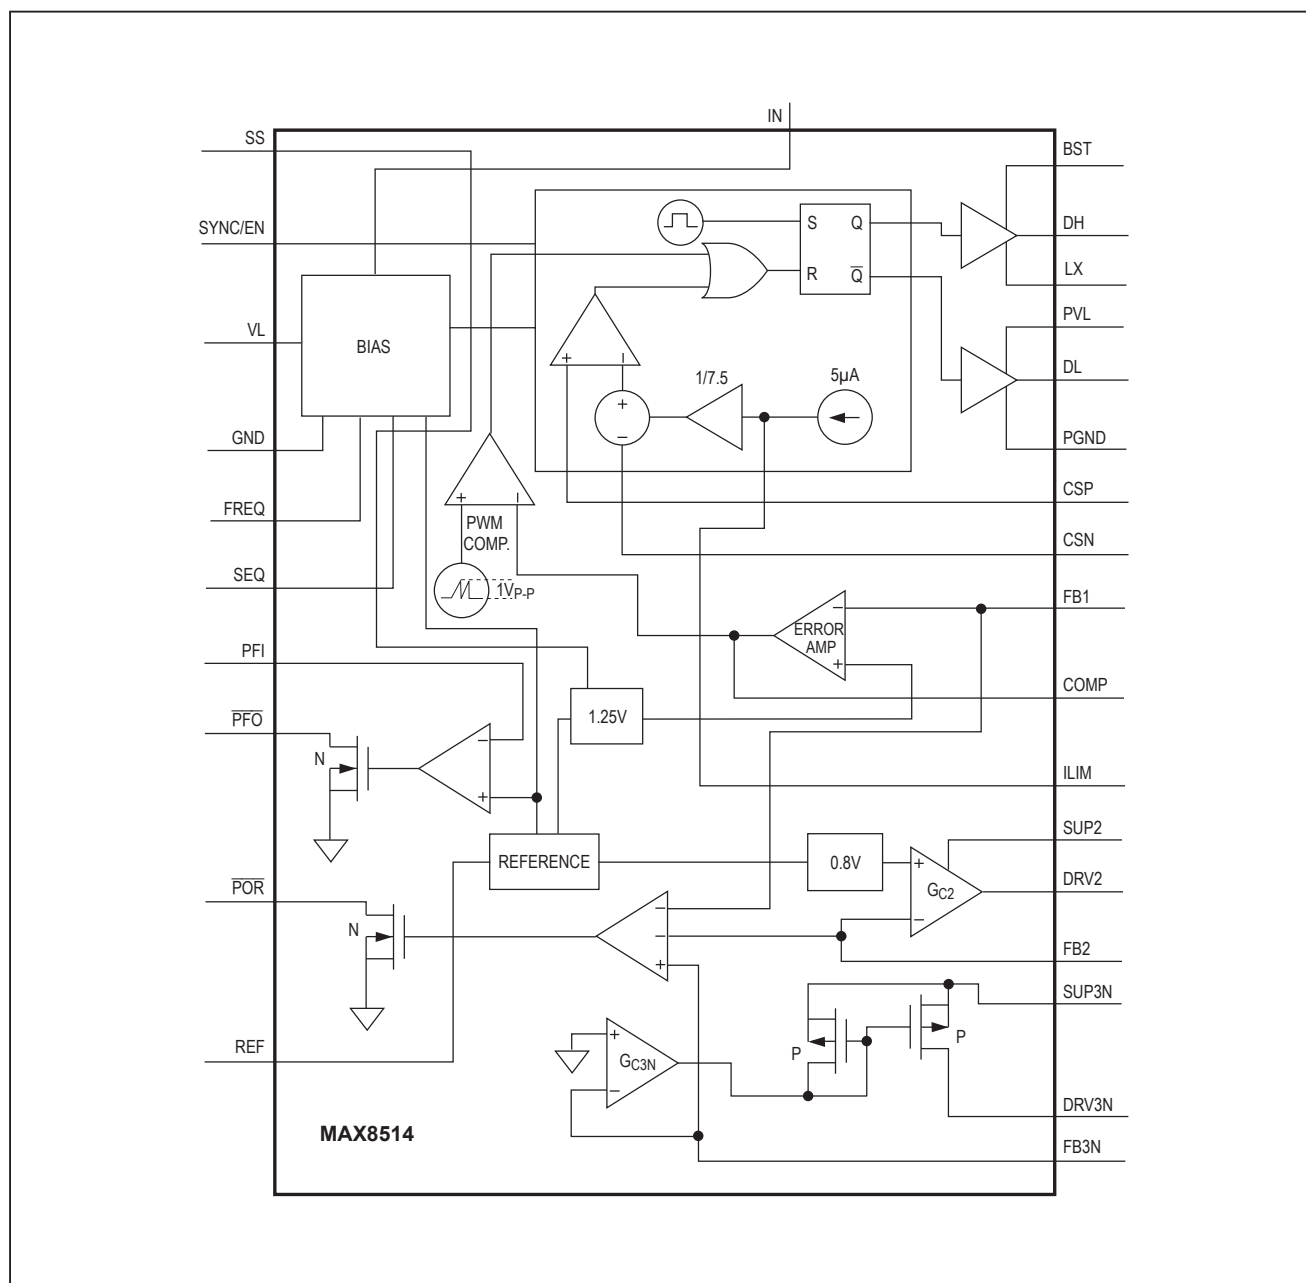 IN
SS
BST
SYNC/EN
S Q
DH
R Q̅
LX
VL
BIAS
PVL
1/7.5
5µA
DL
+ −
+
−
GND
PGND
CSP
+ −
FREQ
PWM
COMP.
CSN
SEQ
1VP-P
FB1
−
ERROR
AMP
+
PFI
COMP
P̅F̅O̅
1.25V
N
−
+
ILIM
SUP2
REFERENCE
0.8V
+
GC2
−
DRV2
P̅O̅R̅
N
−
−
+
FB2
SUP3N
REF
+
GC3N
−
P
P
DRV3N
MAX8514
FB3N